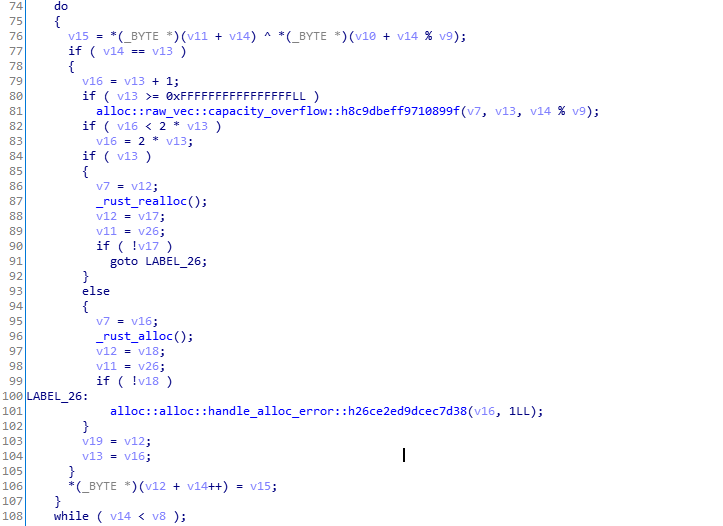 74 do
75 {
76 v15 = *(_BYTE *)(v11 + v14) ^ *(_BYTE *)(v10 + v14 % v9);
77 if ( v14 == v13 )
78 {
79 v16 = v13 + 1;
80 if ( v13 >= 0xFFFFFFFFFFFFFFFFLL )
81 alloc::raw_vec::capacity_overflow::h8c9dbeff9710899f(v7, v13, v14 % v9);
82 if ( v16 < 2 * v13 )
83 v16 = 2 * v13;
84 if ( v13 )
85 {
86 v7 = v12;
87 _rust_realloc();
88 v12 = v17;
89 v11 = v26;
90 if ( !v17 )
91 goto LABEL_26;
92 }
93 else
94 {
95 v7 = v16;
96 _rust_alloc();
97 v12 = v18;
98 v11 = v26;
99 if ( !v18 )
100 LABEL_26:
101 alloc::alloc::handle_alloc_error::h26ce2ed9dcec7d38(v16, 1LL);
102 }
103 v19 = v12;
104 v13 = v16;
105 }
106 *(_BYTE *)(v12 + v14++) = v15;
107 }
108 while ( v14 < v8 );